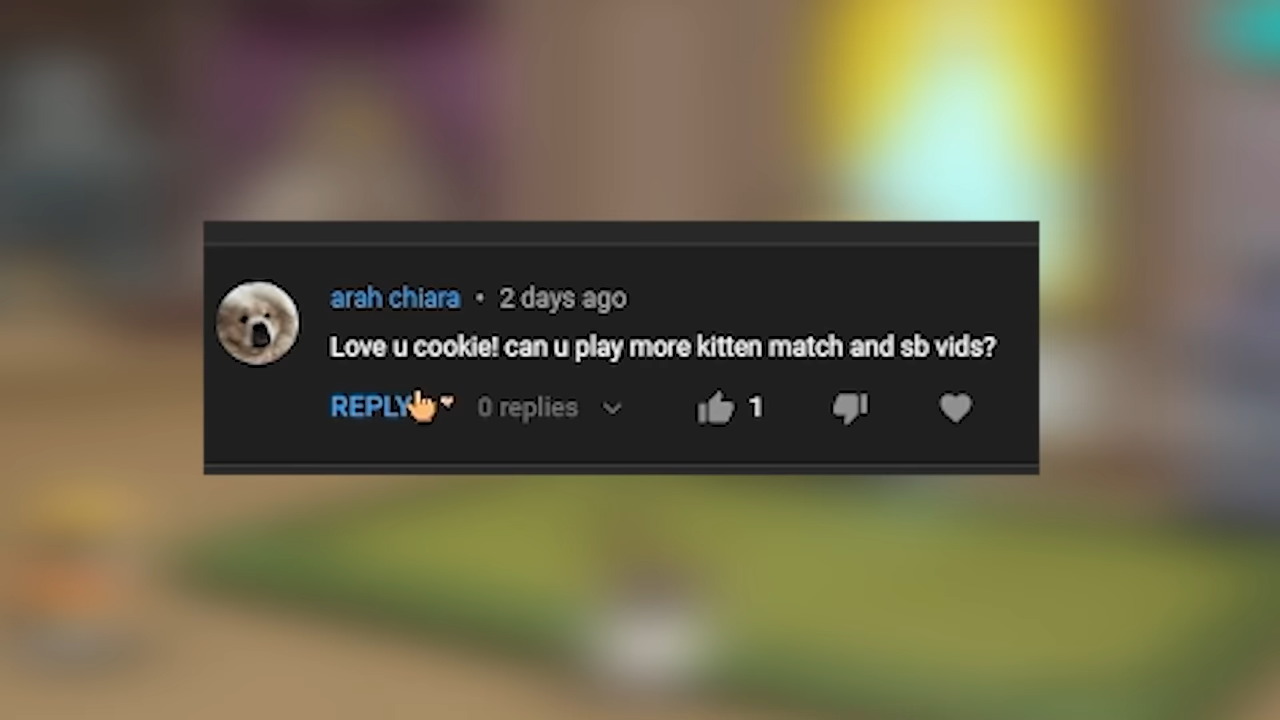 arah chiara • 2 days ago
Love u cookie! can u play more kitten match and sb vids?
REPLY 0 replies 1